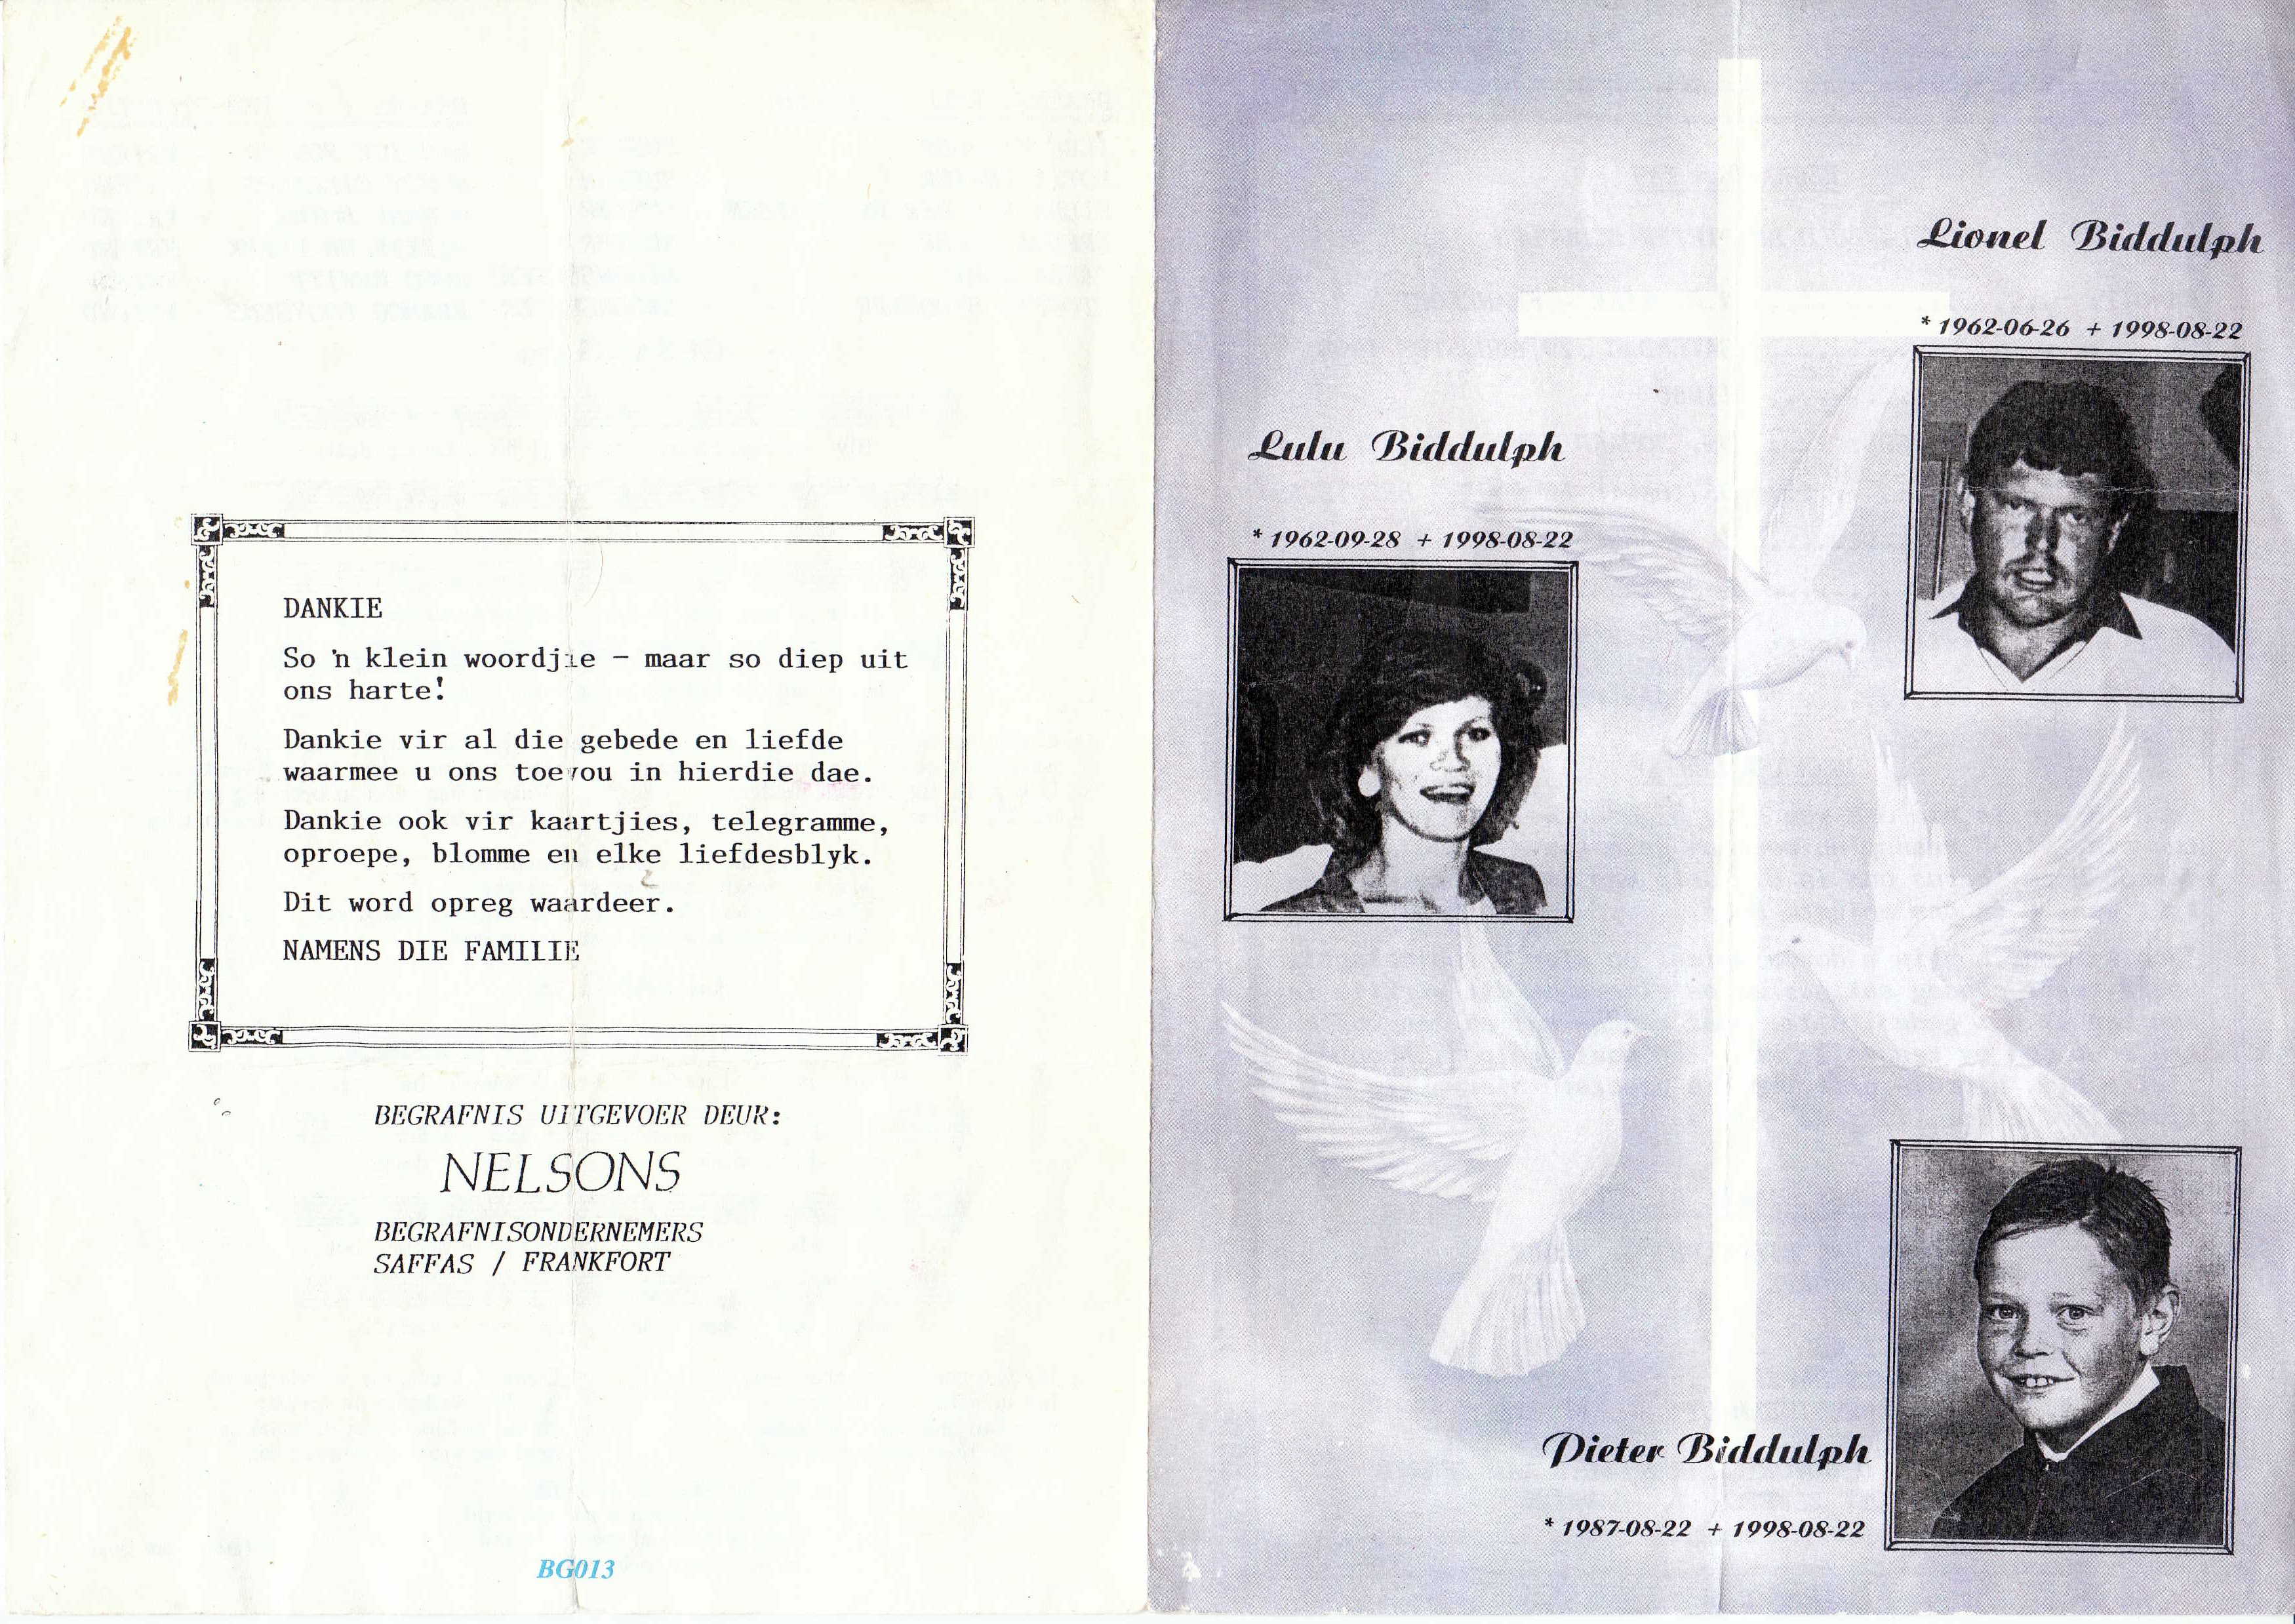 DANKIE
So 'n klein woordjie - maar so diep uit
ons harte!
Dankie vir al die gebede en liefde
waarmee u ons toevou in hierdie dae.
Dankie ook vir kaartjies, telegramme,
oproepe, blomme en elke liefdesblyk.
Dit word opreg waardeer.
NAMENS DIE FAMILIE
BEGRAFNIS UITGEVOER DEUR:
NELSONS
BEGRAFNISONDERNEMERS
SAFFAS / FRANKFORT
BG013
Lionel Biddulph
* 1962-06-26 + 1998-08-22
Lulu Biddulph
* 1962-09-28 + 1998-08-22
Pieter Biddulph
* 1987-08-22 + 1998-08-22